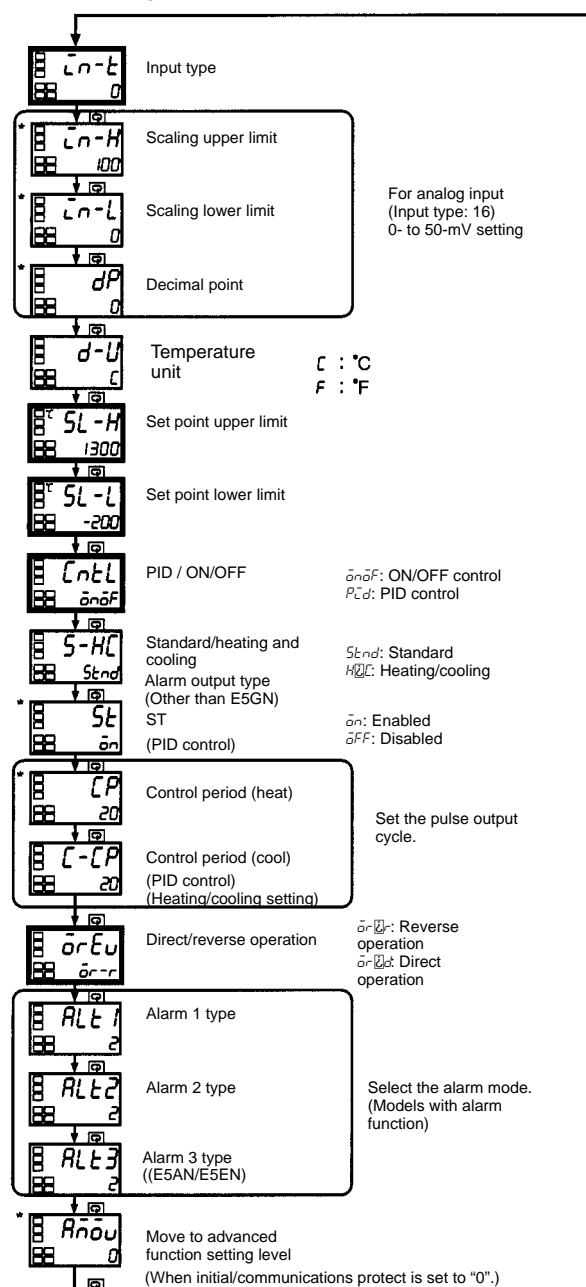 in-t
0
Input type
*
in-H
100
Scaling upper limit
*
in-L
0
Scaling lower limit
*
dP
0
Decimal point
For analog input
(Input type: 16)
0- to 50-mV setting
d-U
C
Temperature
unit
C : °C
F : °F
SL-H
1300
Set point upper limit
SL-L
-200
Set point lower limit
CntL
onoF
PID / ON/OFF
onoF: ON/OFF control
Pid: PID control
S-HC
Stnd
Standard/heating and
cooling
Alarm output type
(Other than E5GN)
Stnd: Standard
H-C: Heating/cooling
*
St
on
ST
(PID control)
on: Enabled
oFF: Disabled
*
CP
20
Control period (heat)
C-CP
20
Control period (cool)
(PID control)
(Heating/cooling setting)
Set the pulse output
cycle.
orEv
or-r
Direct/reverse operation
or-r: Reverse
operation
or-d: Direct
operation
ALt1
2
Alarm 1 type
ALt2
2
Alarm 2 type
ALt3
2
Alarm 3 type
((E5AN/E5EN)
Select the alarm mode.
(Models with alarm
function)
*
Amov
0
Move to advanced
function setting level
(When initial/communications protect is set to “0”.)